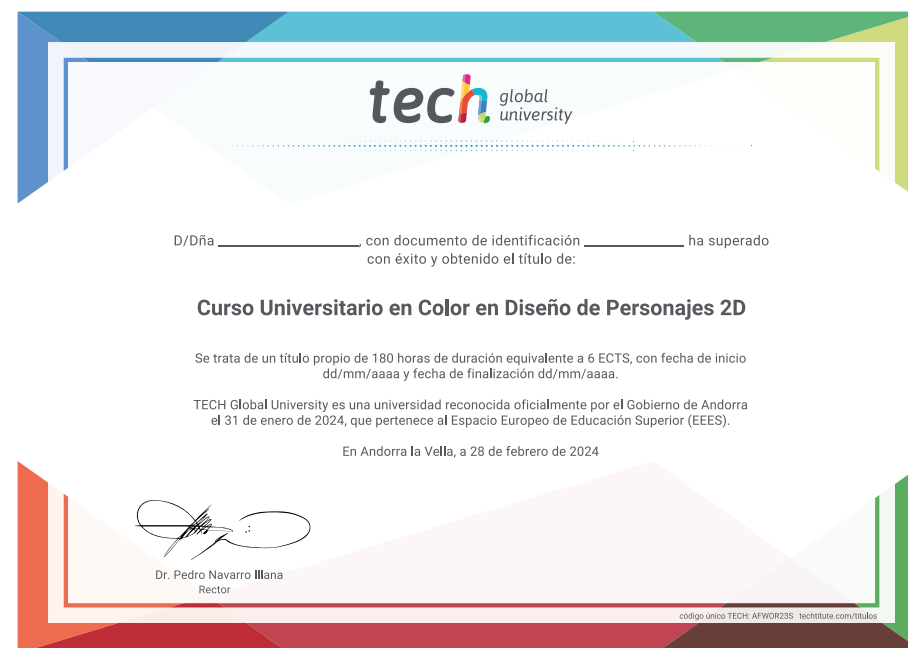 tech global university
D/Dña ____________________, con documento de identificación ______________ ha superado
con éxito y obtenido el título de:
Curso Universitario en Color en Diseño de Personajes 2D
Se trata de un título propio de 180 horas de duración equivalente a 6 ECTS, con fecha de inicio
dd/mm/aaaa y fecha de finalización dd/mm/aaaa.
TECH Global University es una universidad reconocida oficialmente por el Gobierno de Andorra
el 31 de enero de 2024, que pertenece al Espacio Europeo de Educación Superior (EEES).
En Andorra la Vella, a 28 de febrero de 2024
Dr. Pedro Navarro Illana
Rector
código único TECH: AFWOR23S techtitute.com/titulos